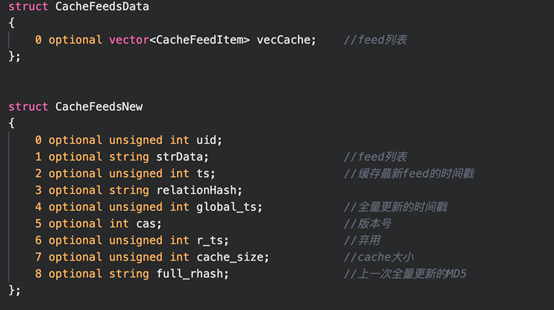 struct CacheFeedsData
{
0 optional vector<CacheFeedItem> vecCache; //feed列表
};
struct CacheFeedsNew
{
0 optional unsigned int uid;
1 optional string strData; //feed列表
2 optional unsigned int ts; //缓存最新feed的时间戳
3 optional string relationHash;
4 optional unsigned int global_ts; //全量更新的时间戳
5 optional int cas; //版本号
6 optional unsigned int r_ts; //弃用
7 optional unsigned int cache_size; //cache大小
8 optional string full_rhash; //上一次全量更新的MD5
};